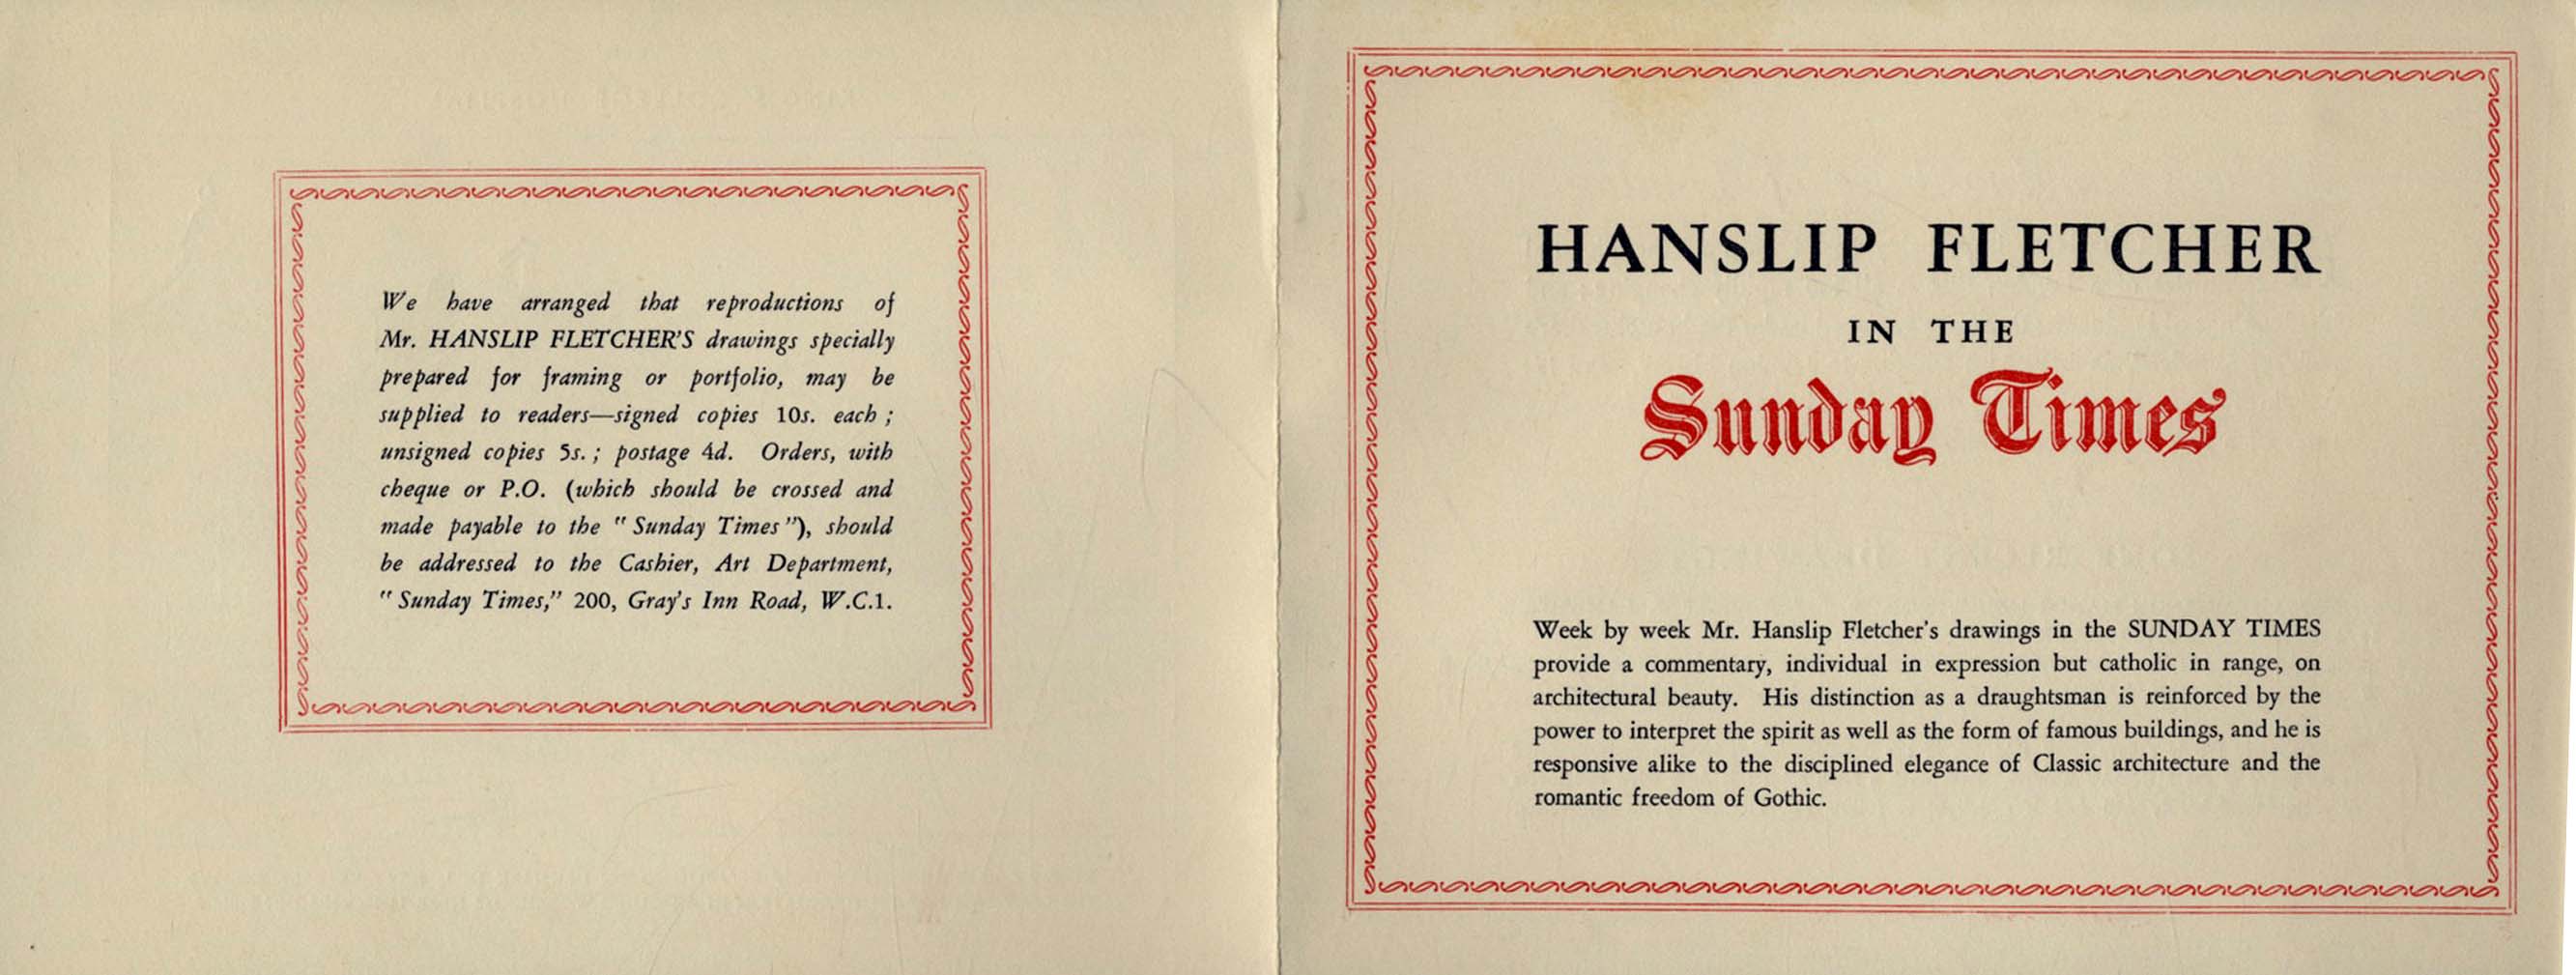 We have arranged that reproductions of
Mr. HANSLIP FLETCHER'S drawings specially
prepared for framing or portfolio, may be
supplied to readers—signed copies 10s. each ;
unsigned copies 5s. ; postage 4d. Orders, with
cheque or P.O. (which should be crossed and
made payable to the " Sunday Times "), should
be addressed to the Cashier, Art Department,
" Sunday Times," 200, Gray's Inn Road, W.C.1.
HANSLIP FLETCHER
IN THE
Sunday Times
Week by week Mr. Hanslip Fletcher's drawings in the SUNDAY TIMES
provide a commentary, individual in expression but catholic in range, on
architectural beauty. His distinction as a draughtsman is reinforced by the
power to interpret the spirit as well as the form of famous buildings, and he is
responsive alike to the disciplined elegance of Classic architecture and the
romantic freedom of Gothic.